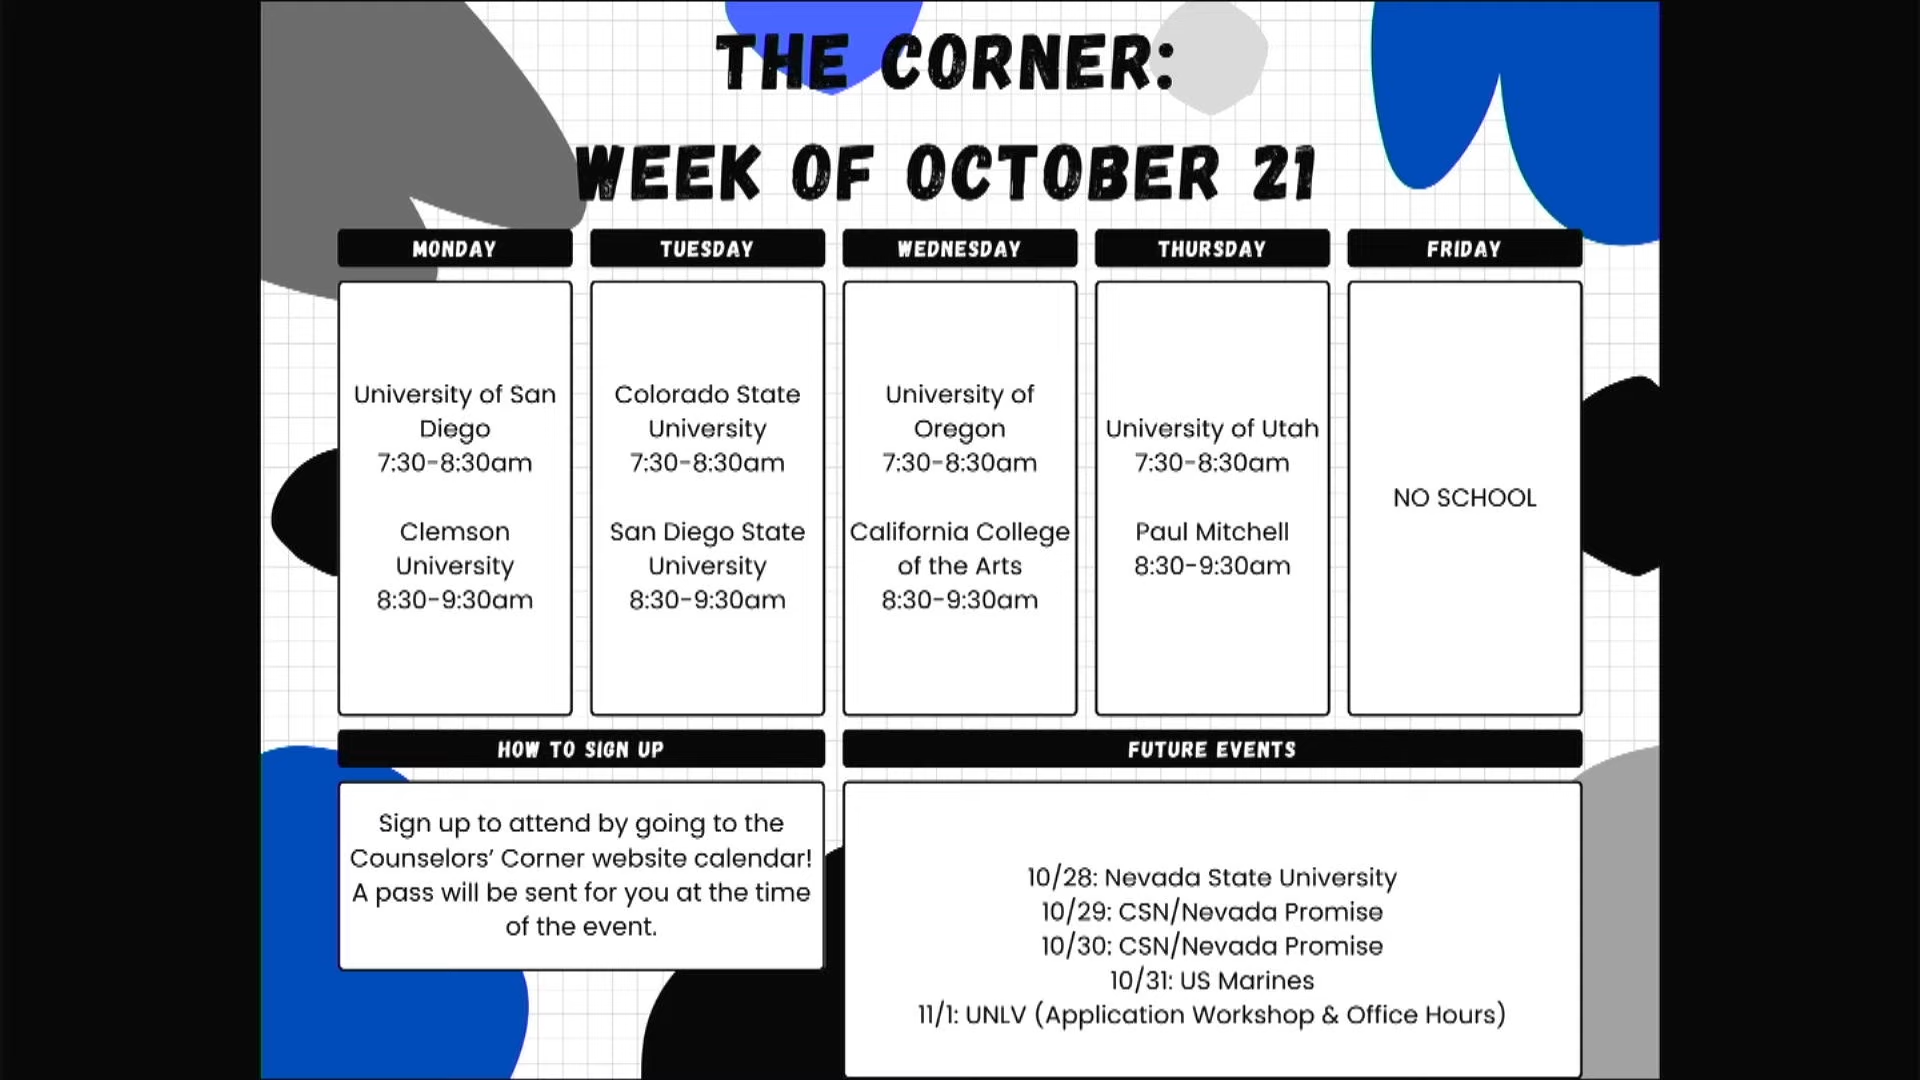 THE CORNER:
WEEK OF OCTOBER 21
MONDAY
University of San
Diego
7:30-8:30am
Clemson
University
8:30-9:30am
TUESDAY
Colorado State
University
7:30-8:30am
San Diego State
University
8:30-9:30am
WEDNESDAY
University of
Oregon
7:30-8:30am
California College
of the Arts
8:30-9:30am
THURSDAY
University of Utah
7:30-8:30am
Paul Mitchell
8:30-9:30am
FRIDAY
NO SCHOOL
HOW TO SIGN UP
Sign up to attend by going to the
Counselors’ Corner website calendar!
A pass will be sent for you at the time
of the event.
FUTURE EVENTS
10/28: Nevada State University
10/29: CSN/Nevada Promise
10/30: CSN/Nevada Promise
10/31: US Marines
11/1: UNLV (Application Workshop & Office Hours)